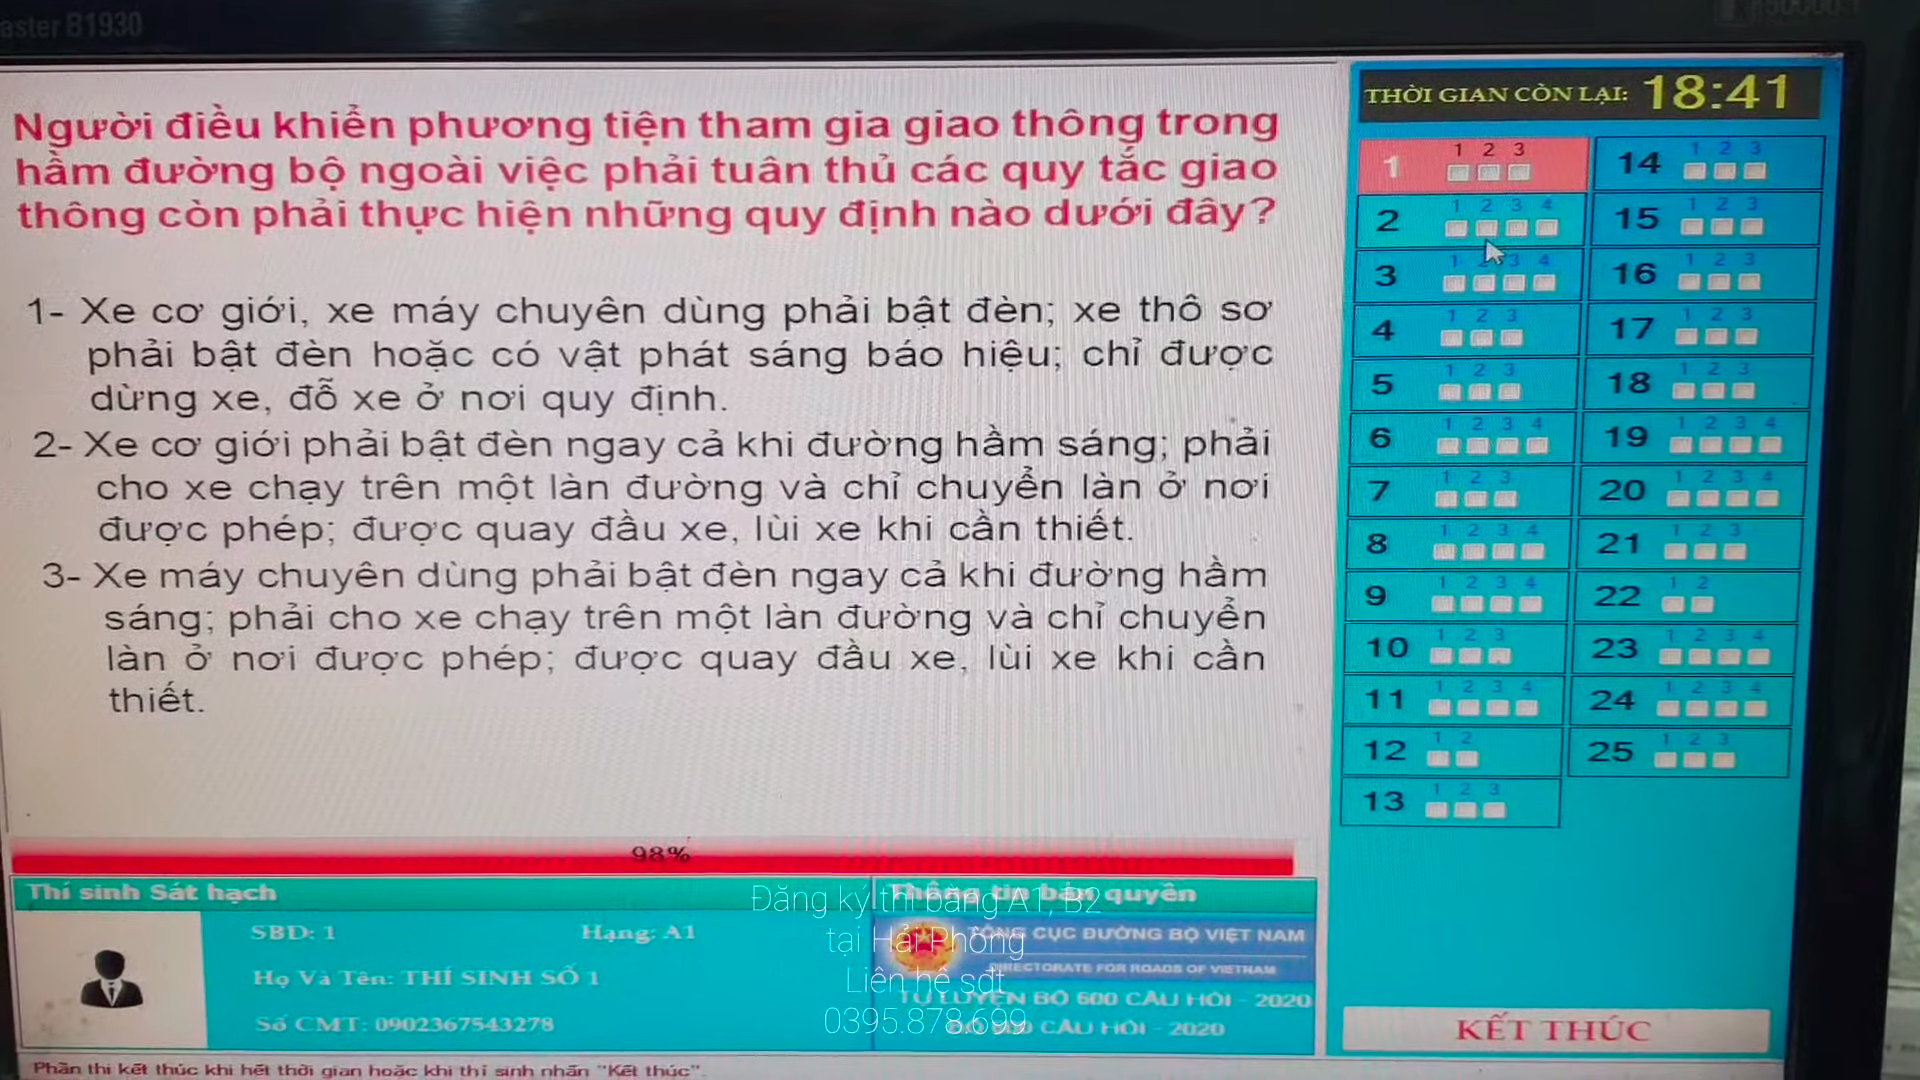 aster B1930
Người điều khiển phương tiện tham gia giao thông trong
hầm đường bộ ngoài việc phải tuân thủ các quy tắc giao
thông còn phải thực hiện những quy định nào dưới đây?
1- Xe cơ giới, xe máy chuyên dùng phải bật đèn; xe thô sơ
phải bật đèn hoặc có vật phát sáng báo hiệu; chỉ được
dừng xe, đỗ xe ở nơi quy định.
2- Xe cơ giới phải bật đèn ngay cả khi đường hầm sáng; phải
cho xe chạy trên một làn đường và chỉ chuyển làn ở nơi
được phép; được quay đầu xe, lùi xe khi cần thiết.
3- Xe máy chuyên dùng phải bật đèn ngay cả khi đường hầm
sáng; phải cho xe chạy trên một làn đường và chỉ chuyển
làn ở nơi được phép; được quay đầu xe, lùi xe khi cần
thiết.
98%
THỜI GIAN CÒN LẠI: 18:41
1 1 2 3
2 1 2 3 4
3 1 2 3 4
4 1 2 3
5 1 2 3
6 1 2 3 4
7 1 2 3
8 1 2 3 4
9 1 2 3 4
10 1 2 3
11 1 2 3 4
12 1 2
13 1 2 3
14 1 2 3
15 1 2 3
16 1 2 3
17 1 2 3
18 1 2 3
19 1 2 3 4
20 1 2 3 4
21 1 2 3
22 1 2
23 1 2 3 4
24 1 2 3 4
25 1 2 3
KẾT THÚC
Thí sinh Sát hạch
SBD: 1 Hạng: A1
Họ Và Tên: THÍ SINH SỐ 1
Số CMT: 0902367543278
Thông tin bản quyền
TỔNG CỤC ĐƯỜNG BỘ VIỆT NAM
DIRECTORATE FOR ROADS OF VIETNAM
TỰ LUYỆN BỘ 600 CÂU HỎI - 2020
CÂU HỎI - 2020
Đăng ký thi bằng A1, B2
tại Hải Phòng
Liên hệ sđt
0395.878.699
Phần thi kết thúc khi hết thời gian hoặc khi thí sinh nhấn "Kết thúc".